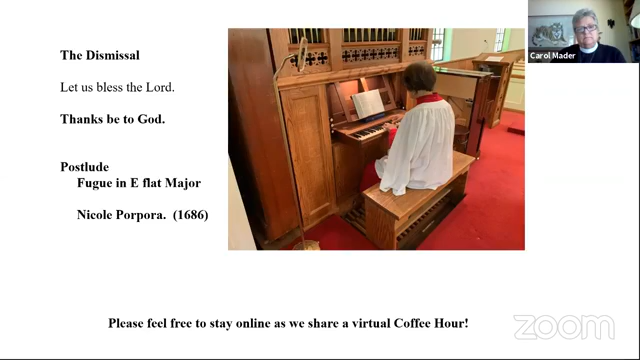 The Dismissal
Let us bless the Lord.
Thanks be to God.
Postlude
Fugue in E flat Major
Nicole Porpora. (1686)
Please feel free to stay online as we share a virtual Coffee Hour!
Carol Mader
zoom